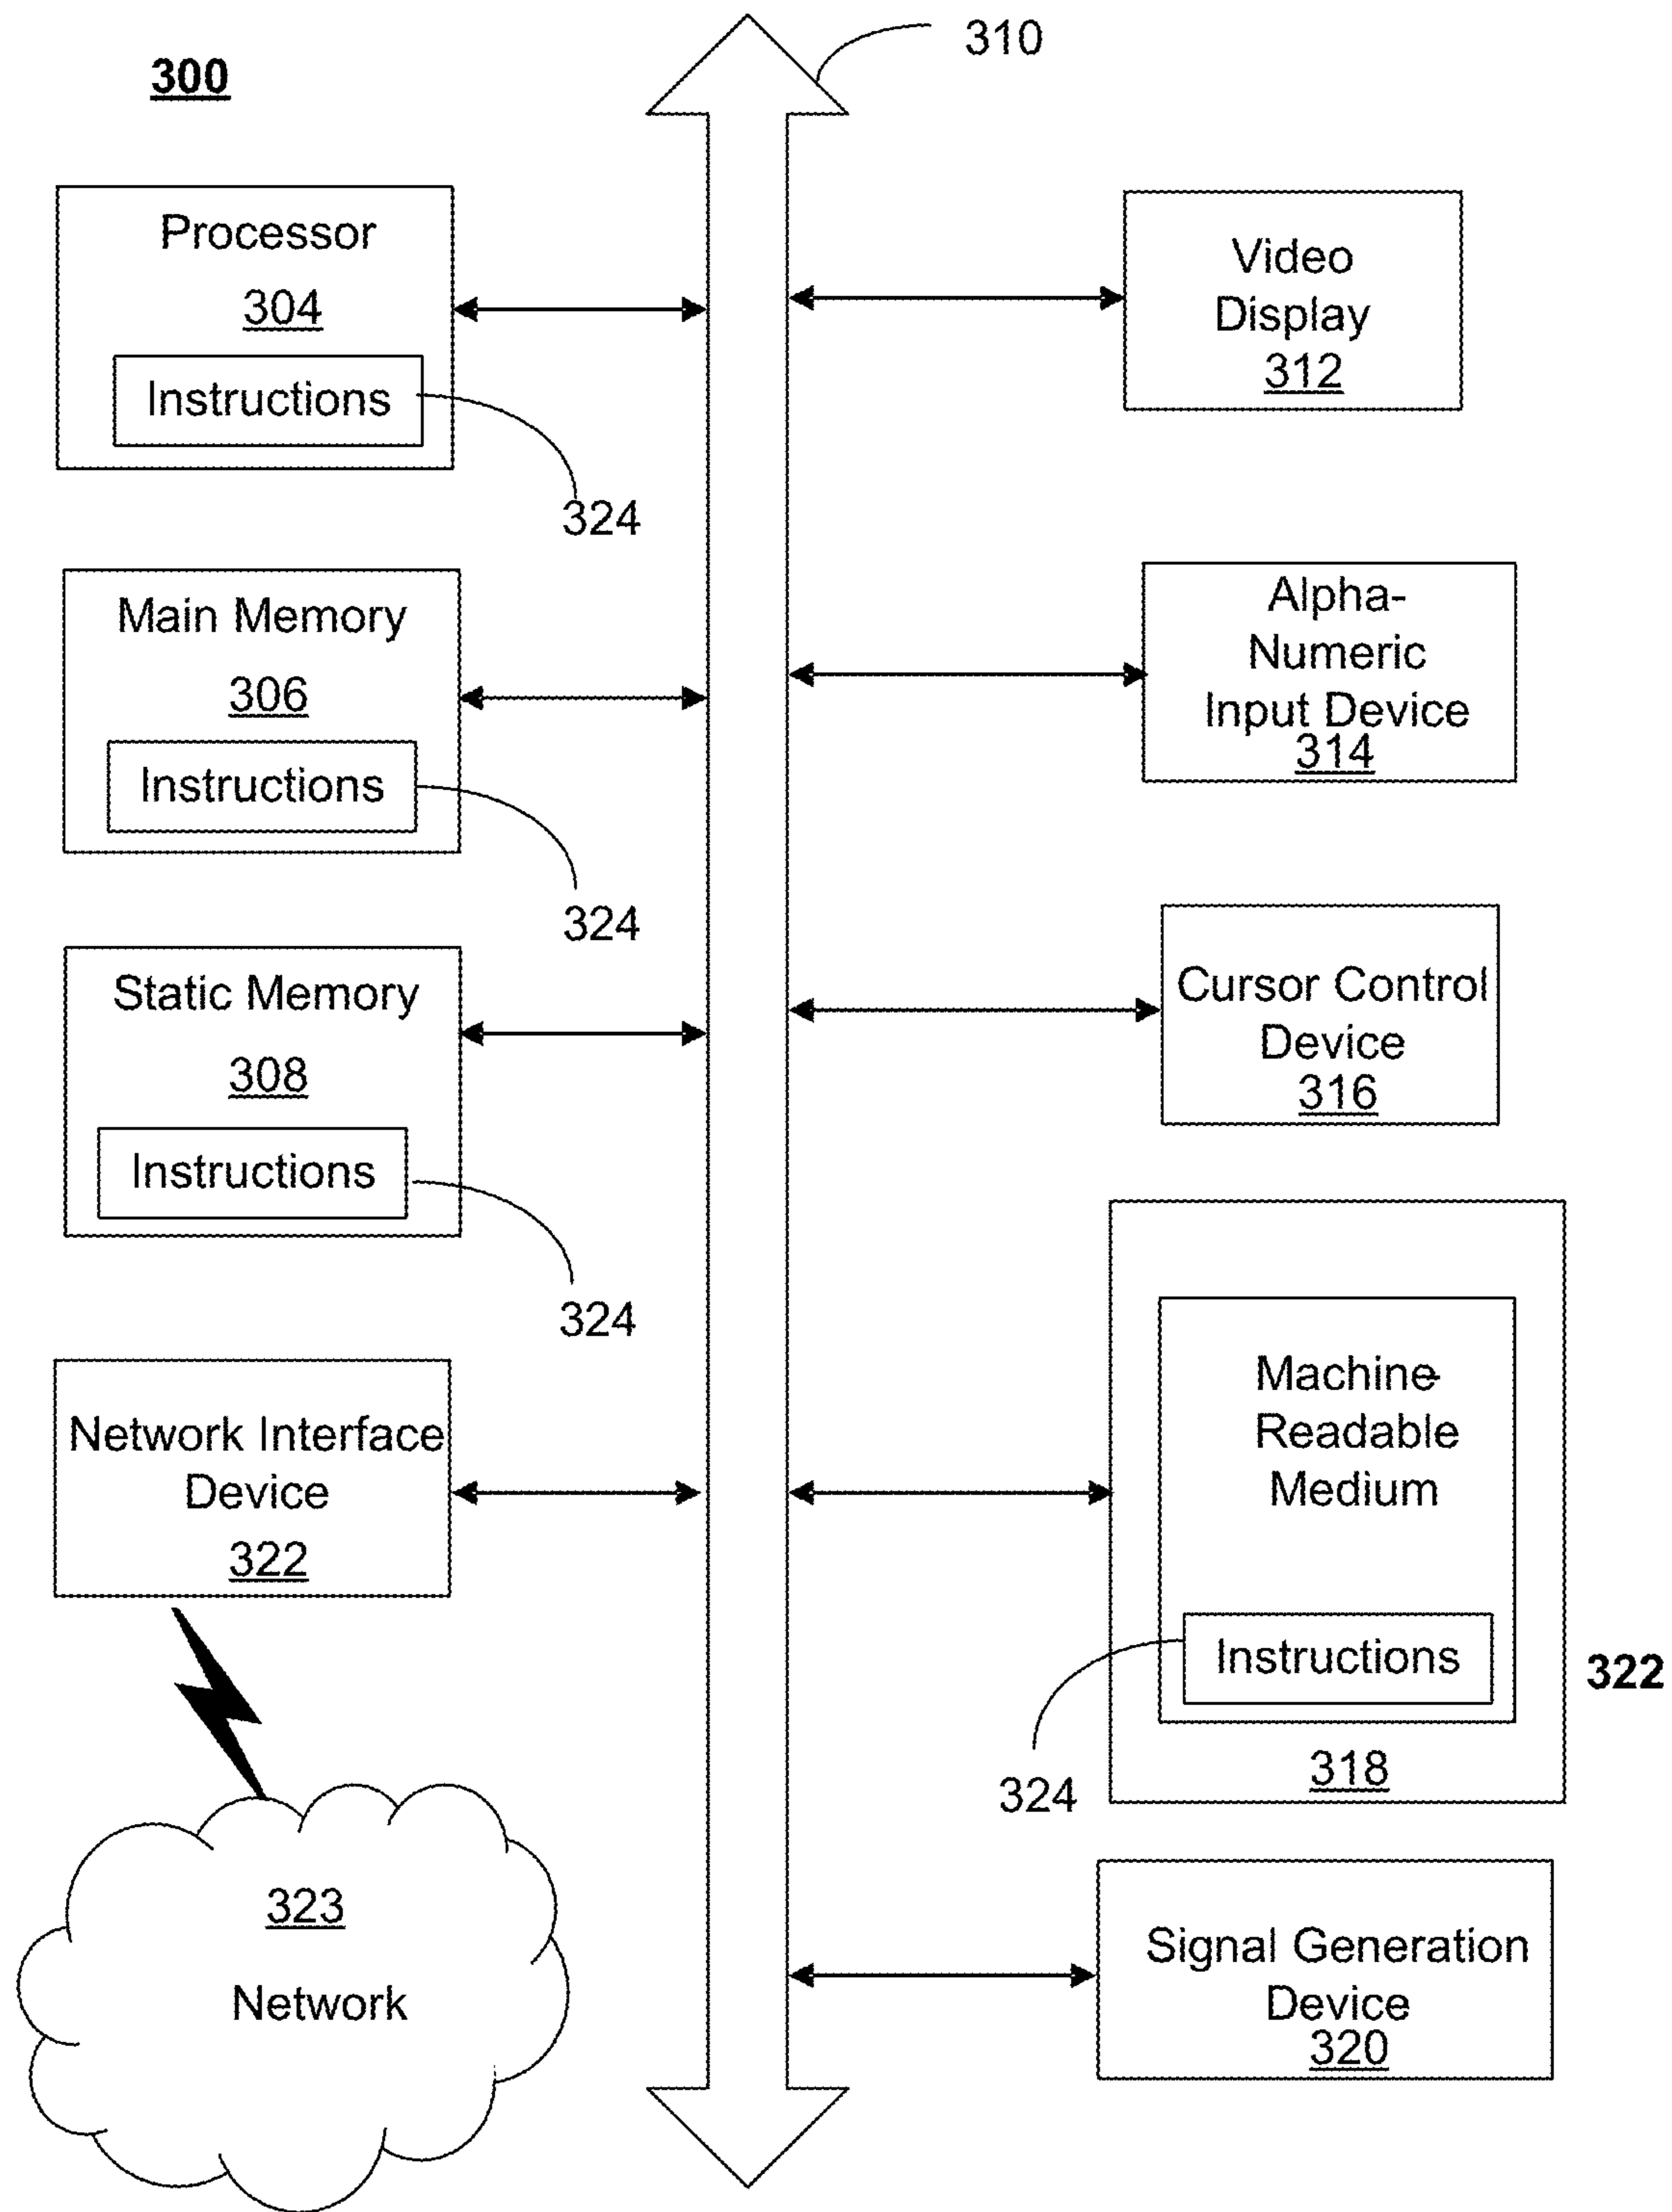 300
310
Processor
304
Instructions
324
Main Memory
306
Instructions
324
Static Memory
308
Instructions
324
Network Interface
Device
322
323
Network
Video
Display
312
Alpha-
Numeric
Input Device
314
Cursor Control
Device
316
Machine-
Readable
Medium
Instructions
322
318
324
Signal Generation
Device
320